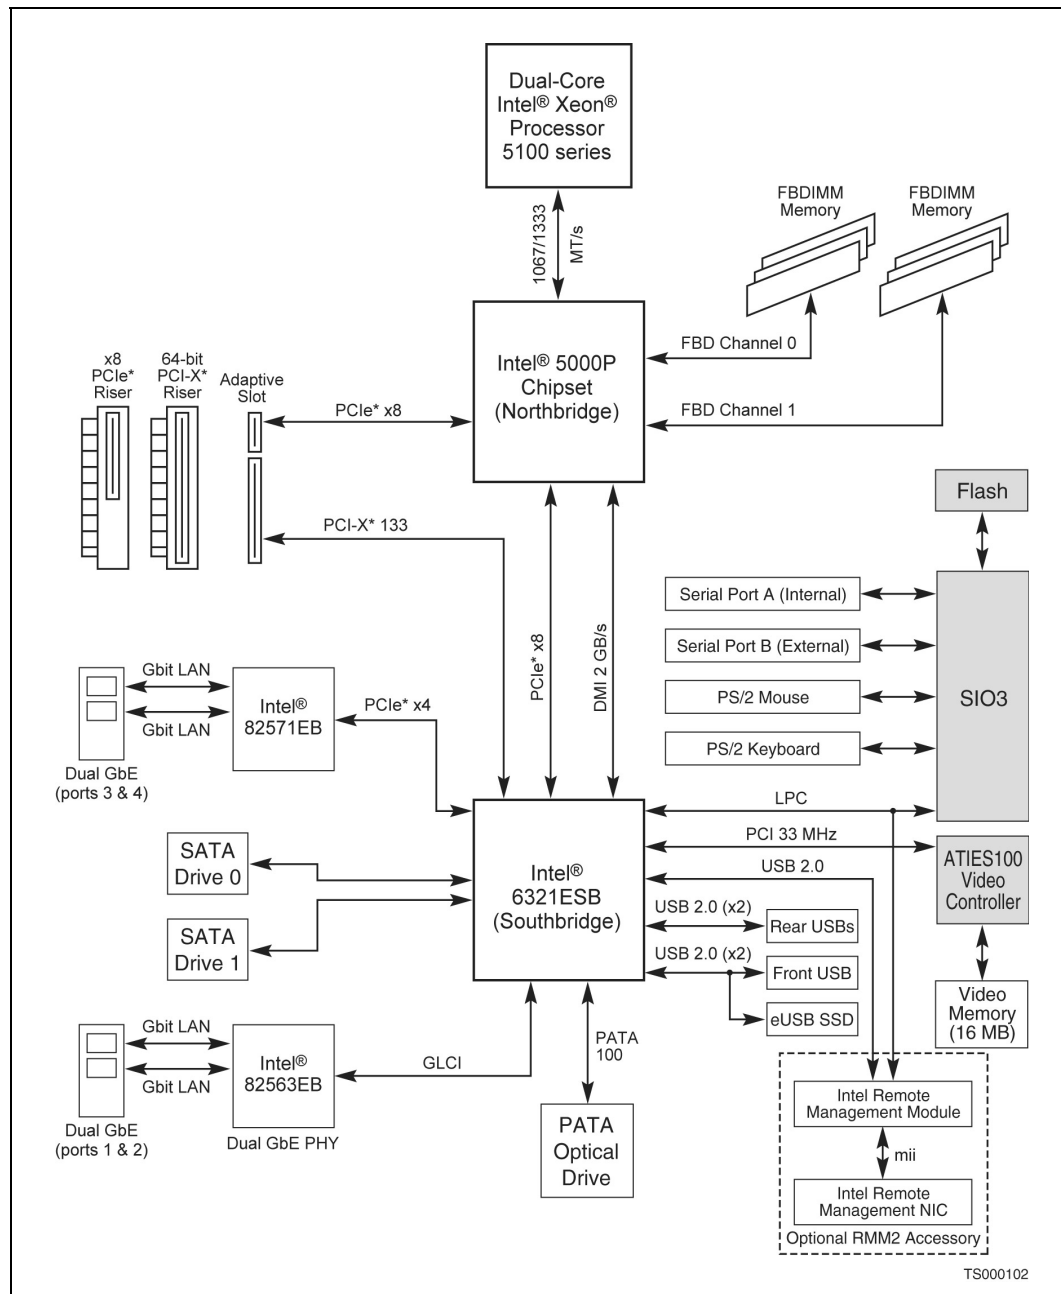 Dual-Core
Intel® Xeon®
Processor
5100 series
1067/1333
MT/s
FBDIMM
Memory
FBDIMM
Memory
Intel® 5000P
Chipset
(Northbridge)
FBD Channel 0
FBD Channel 1
x8
PCIe*
Riser
64-bit
PCI-X*
Riser
Adaptive
Slot
PCIe* x8
PCI-X* 133
PCIe* x8
DMI 2 GB/s
Flash
Serial Port A (Internal)
Serial Port B (External)
PS/2 Mouse
PS/2 Keyboard
SIO3
Gbit LAN
Gbit LAN
Intel®
82571EB
PCIe* x4
Dual GbE
(ports 3 & 4)
LPC
PCI 33 MHz
USB 2.0
ATIES100
Video
Controller
SATA
Drive 0
SATA
Drive 1
Intel®
6321ESB
(Southbridge)
USB 2.0 (x2)
Rear USBs
USB 2.0 (x2)
Front USB
eUSB SSD
Video
Memory
(16 MB)
Gbit LAN
Gbit LAN
Intel®
82563EB
GLCI
PATA
100
Dual GbE
(ports 1 & 2)
Dual GbE PHY
PATA
Optical
Drive
Intel Remote
Management Module
mii
Intel Remote
Management NIC
Optional RMM2 Accessory
TS000102